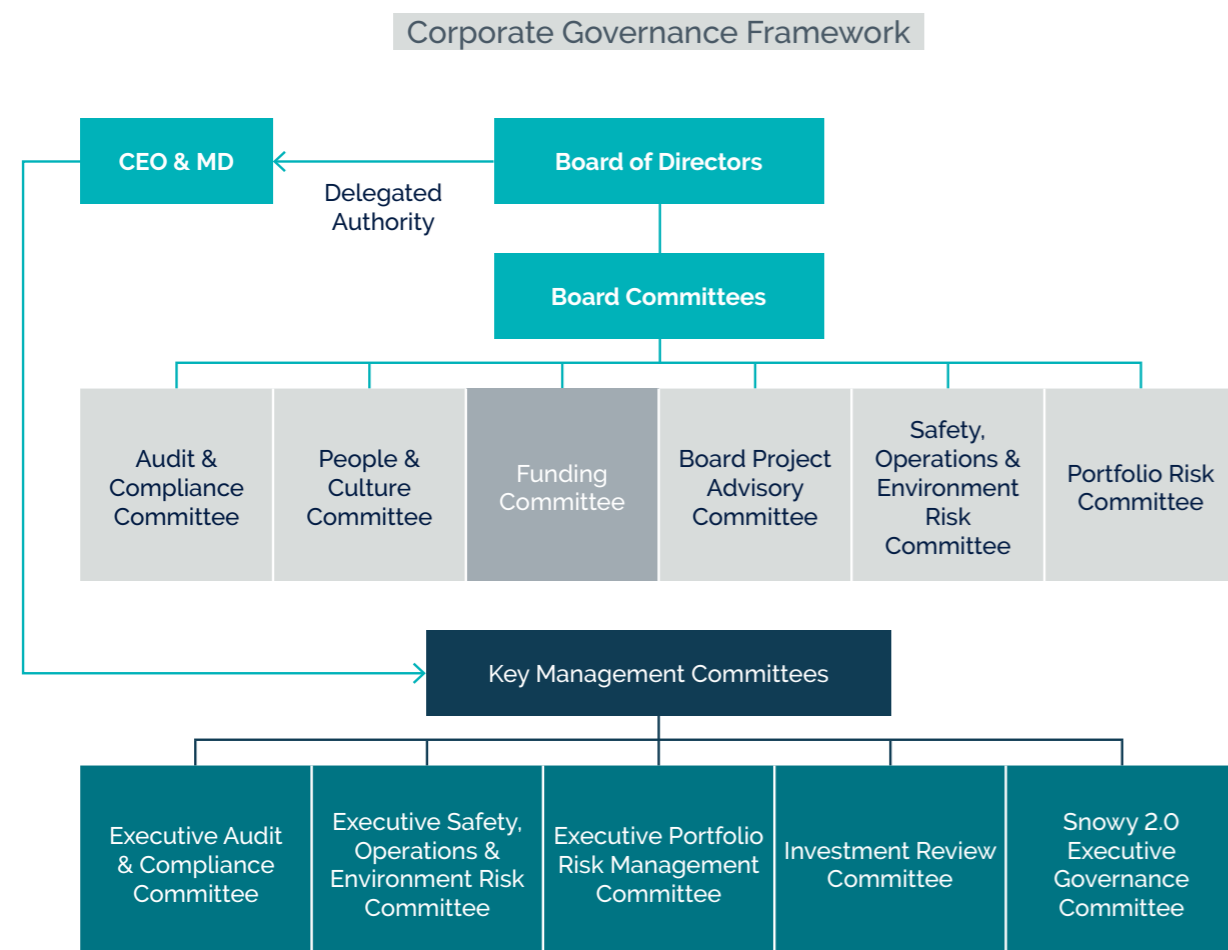 Corporate Governance Framework
CEO & MD
Board of Directors
Delegated
Authority
Board Committees
Audit &
Compliance
Committee
People &
Culture
Committee
Funding
Committee
Board Project
Advisory
Committee
Safety,
Operations &
Environment
Risk
Committee
Portfolio Risk
Committee
Key Management Committees
Executive Audit
& Compliance
Committee
Executive Safety,
Operations &
Environment Risk
Committee
Executive Portfolio
Risk Management
Committee
Investment Review
Committee
Snowy 2.0
Executive
Governance
Committee